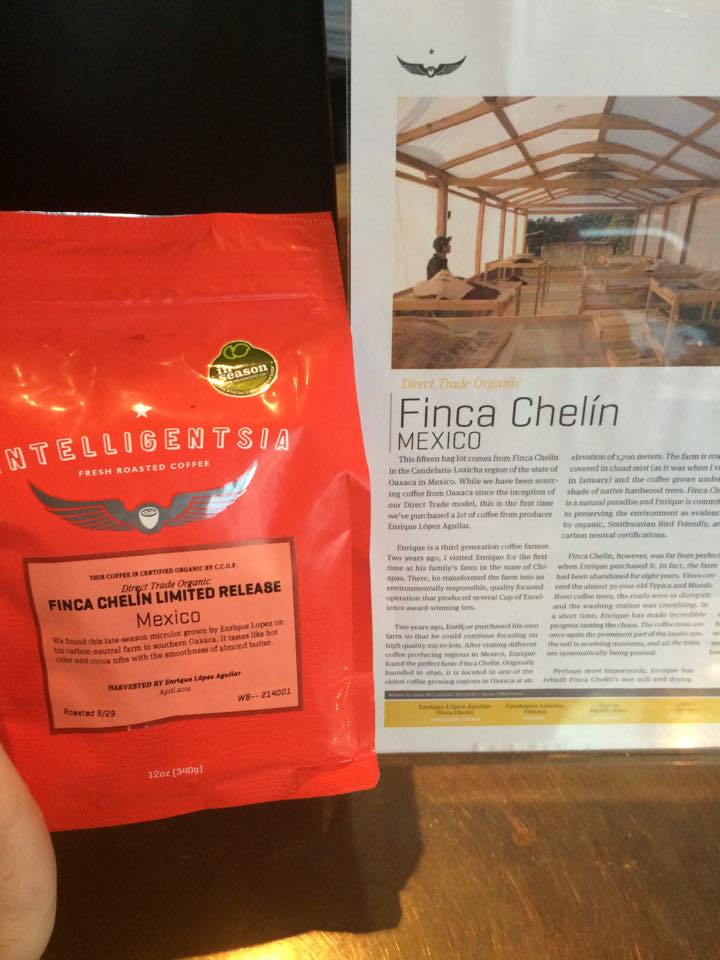 in
season
INTELLIGENTSIA
FRESH ROASTED COFFEE
THIS COFFEE IS CERTIFIED ORGANIC BY C.C.O.F.
Direct Trade Organic
FINCA CHELÍN LIMITED RELEASE
Mexico
We found this late-season microlot grown by Enrique Lopez on
his carbon-neutral farm in southern Oaxaca. It tastes like hot
cider and cocoa nibs with the smoothness of almond butter.
HARVESTED BY Enrique López Aguilar
April 2014
WB-- 214001
Roasted 9/29
12oz (340g)
Direct Trade Organic
Finca Chelín
MEXICO
This fifteen bag lot comes from Finca Chelin
in the Candelaria-Loxicha region of the state of
Oaxaca in Mexico. While we have been sourc-
ing coffee from Oaxaca since the inception of
our Direct Trade model, this is the first time
we've purchased a lot of coffee from producer
Enrique López Aguilar.
Enrique is a third generation coffee farmer.
Two years ago, I visited Enrique for the first
time at his family's farm in the state of Chi-
apas. There, he transformed the farm into an
environmentally responsible, quality focused
operation that produced several Cup of Excel-
lence award-winning lots.
Two years ago, Enrique purchased his own
farm so that he could continue focusing on
high quality micro-lots. After visiting different
coffee producing regions in Mexico, Enrique
found the perfect farm: Finca Chelín. Originally
founded in 1896, it is located in one of the
oldest coffee growing regions in Oaxaca at an
elevation of 1,700 meters. The farm is rou
covered in cloud mist (as it was when I vi
in January) and the coffee grows under
shade of native hardwood trees. Finca Ch
is a natural paradise and Enrique is commit
to preserving the environment as evidenc
by organic, Smithsonian Bird Friendly, an
carbon neutral certifications.
Finca Chelín, however, was far from perfec
when Enrique purchased it. In fact, the farm
had been abandoned for eight years. Vines cov-
ered the almost 30-year-old Typica and Mundo
Novo coffee trees, the roads were in disrepair,
and the washing station was crumbling. In
a short time, Enrique has made incredible
progress taming the chaos. The coffee trees are
once again the prominent part of the landscape,
the soil is receiving nutrients, and all the trees
are systematically being pruned.
Perhaps most importantly, Enrique has
rebuilt Finca Chelín's wet mill and drying
Enrique López Aguilar
Finca Chelín
Candelaria-Loxicha,
Oaxaca